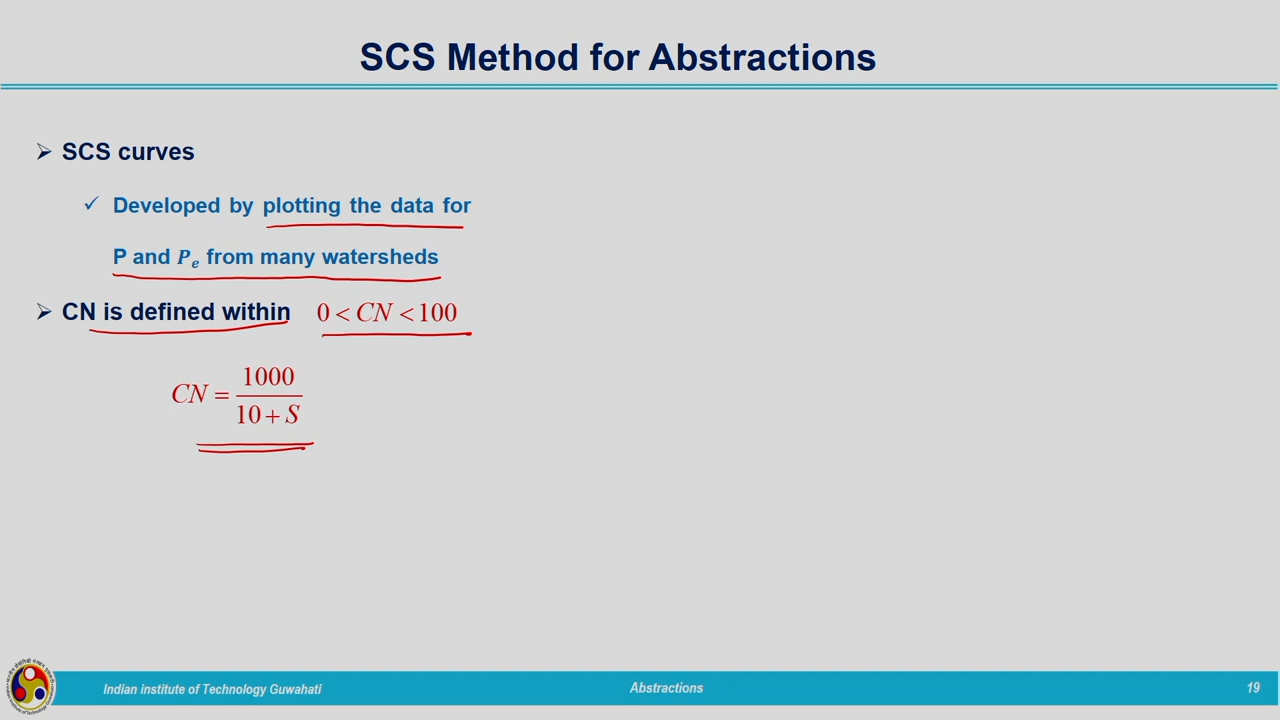 SCS Method for Abstractions
➢ SCS curves
✓ Developed by plotting the data for
P and Pₑ from many watersheds
➢ CN is defined within 0 < CN < 100
CN = 1000 / (10 + S)
Indian institute of Technology Guwahati
Abstractions
19